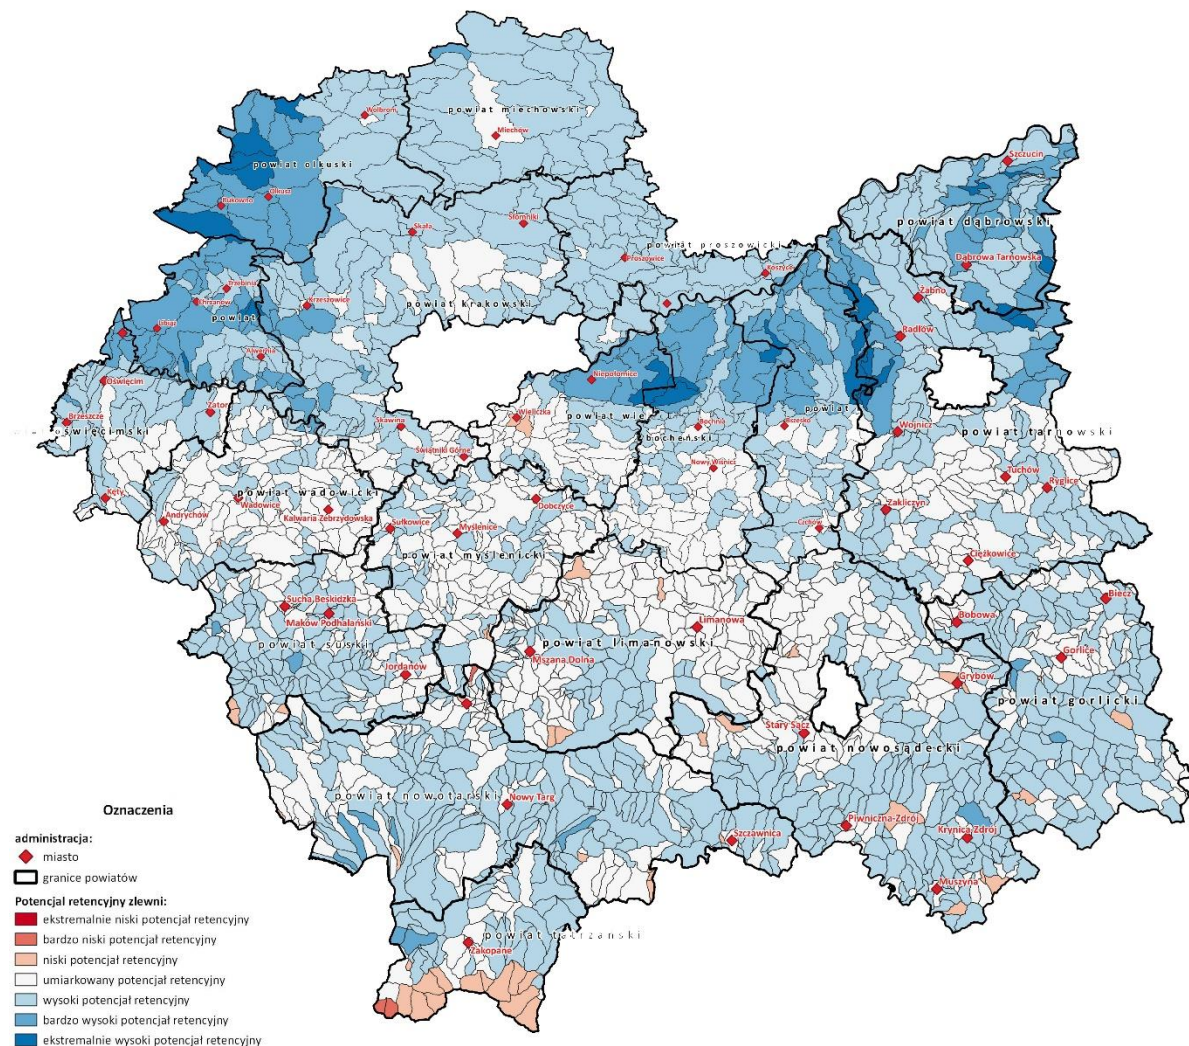 Wolbrom
powiat miechowski
Miechów
powiat olkuski
Szczucin
Olkusz
Bukowno
Słomniki
Skała
powiat dąbrowski
powiat proszowicki
Proszowice
Dąbrowa Tarnowska
Koszyce
Trzebinia
Chrzanów
Krzeszowice
powiat krakowski
Żabno
powiat
Libiąż
Radłów
Alwernia
Niepołomice
Oświęcim
Zator
Brzeszcze
Wieliczka
powiat wie
powiat
Skawina
Bochnia
Brzesko
Wojnicz
oświęcimski
bocheński
powiat tarnowski
Świątniki Górne
Nowy Wiśnicz
Tuchów
Ryglice
Kęty
powiat wadowicki
Wadowice
Dobczyce
Zakliczyn
Andrychów
Kalwaria Zebrzydowska
Sułkowice
Myślenice
Czchów
powiat myślenicki
Ciężkowice
Sucha Beskidzka
Maków Podhalański
Biecz
Bobowa
Limanowa
powiat suski
powiat limanowski
Mszana Dolna
Gorlice
Jordanów
Grybów
powiat gorlicki
Stary Sącz
powiat nowosądecki
powiat nowotarski
Nowy Targ
Piwniczna-Zdrój
Szczawnica
Krynica-Zdrój
Muszyna
powiat tatrzański
Zakopane
Oznaczenia
administracja:
miasto
granice powiatów
Potencjał retencyjny zlewni:
ekstremalnie niski potencjał retencyjny
bardzo niski potencjał retencyjny
niski potencjał retencyjny
umiarkowany potencjał retencyjny
wysoki potencjał retencyjny
bardzo wysoki potencjał retencyjny
ekstremalnie wysoki potencjał retencyjny